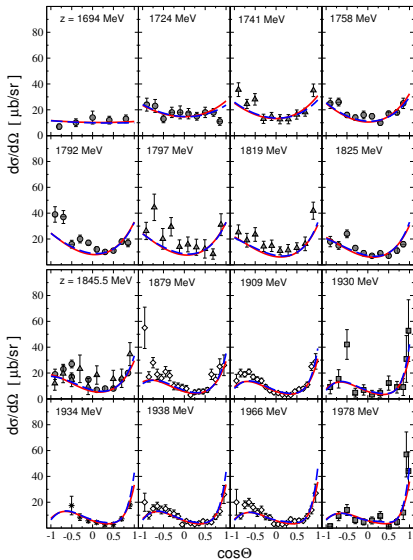 z = 1694 MeV 1724 MeV 1741 MeV 1758 MeV
80
60
40
20
0
1792 MeV 1797 MeV 1819 MeV 1825 MeV
80
60
40
20
0
dσ/dΩ [ μb/sr ]
z = 1845.5 MeV 1879 MeV 1909 MeV 1930 MeV
80
60
40
20
1934 MeV 1938 MeV 1966 MeV 1978 MeV
80
60
40
20
dσ/dΩ [ μb/sr ]
-1 -0.5 0 0.5 -1 -0.5 0 0.5 -1 -0.5 0 0.5 -1 -0.5 0 0.5 1
cosΘ